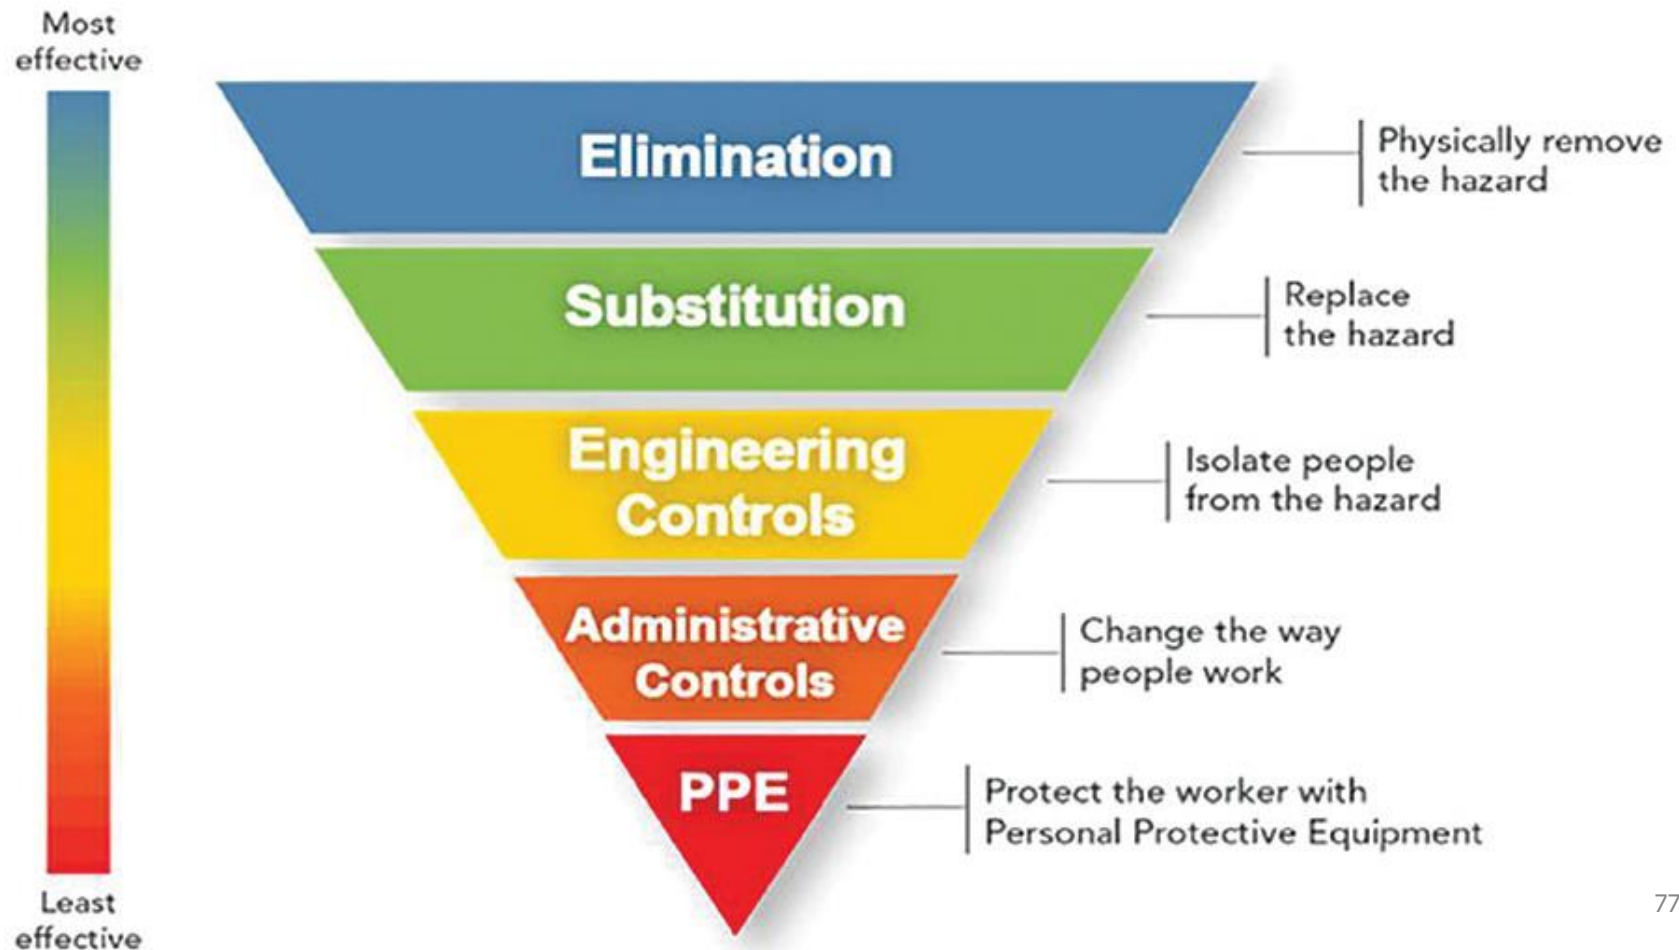 Most
effective
Elimination
Physically remove
the hazard
Substitution
Replace
the hazard
Engineering
Controls
Isolate people
from the hazard
Administrative
Controls
Change the way
people work
PPE
Protect the worker with
Personal Protective Equipment
Least
effective
77